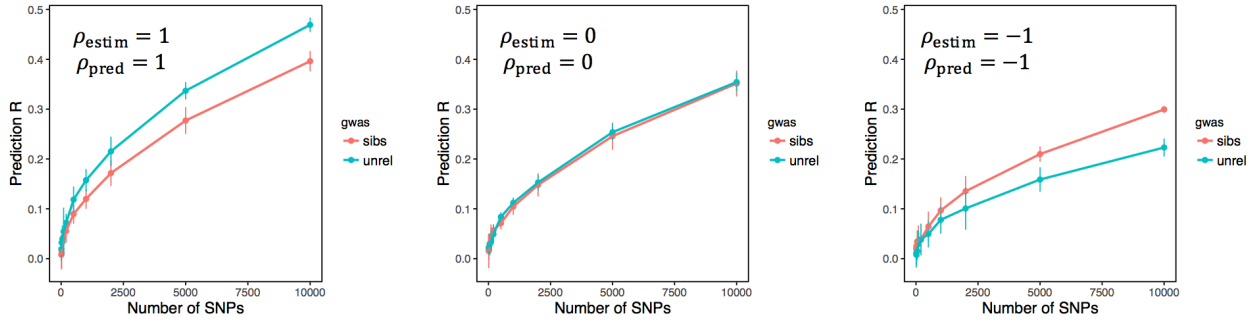 0.5
0.4
0.3
0.2
0.1
0.0
Prediction R
ρestim = 1
ρpred = 1
0
2500
5000
7500
10000
Number of SNPs
gwas
sibs
unrel
0.5
0.4
0.3
0.2
0.1
0.0
Prediction R
ρestim = 0
ρpred = 0
0
2500
5000
7500
10000
Number of SNPs
gwas
sibs
unrel
0.5
0.4
0.3
0.2
0.1
0.0
Prediction R
ρestim = −1
ρpred = −1
0
2500
5000
7500
10000
Number of SNPs
gwas
sibs
unrel